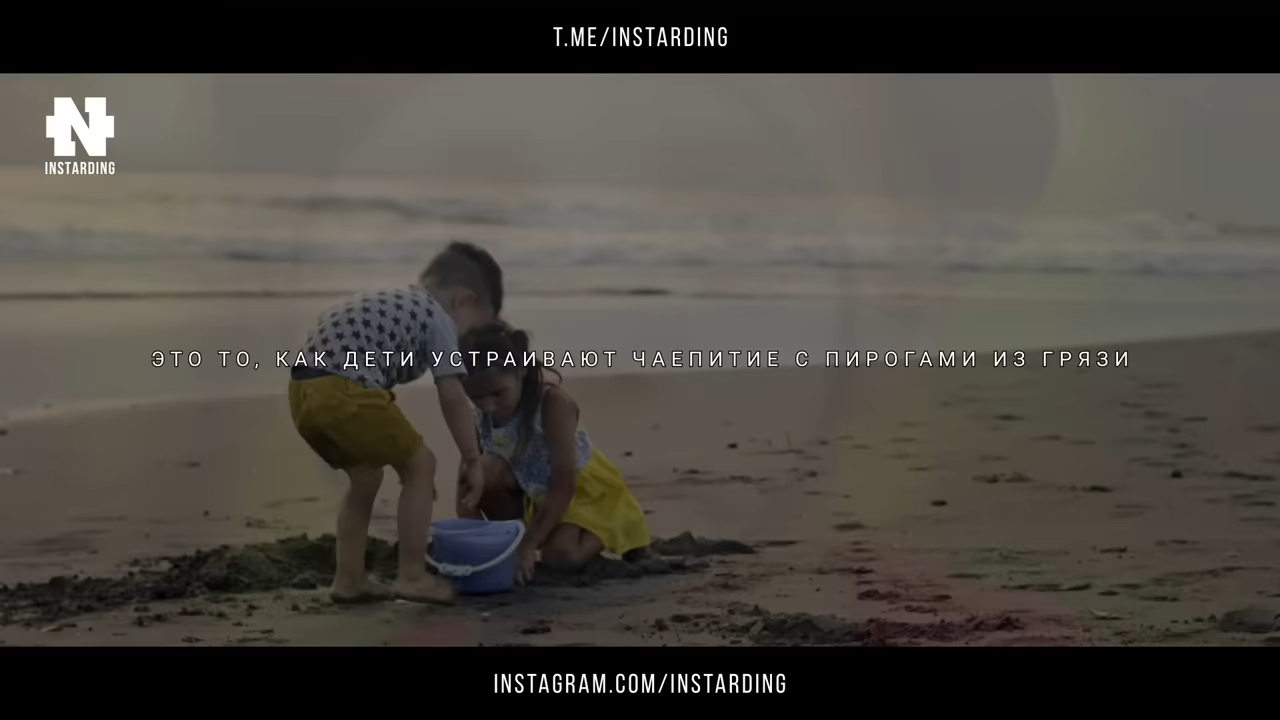 T.ME/INSTARDING
N
INSTARDING
ЭТО ТО, КАК ДЕТИ УСТРАИВАЮТ ЧАЕПИТИЕ С ПИРОГАМИ ИЗ ГРЯЗИ
INSTAGRAM.COM/INSTARDING